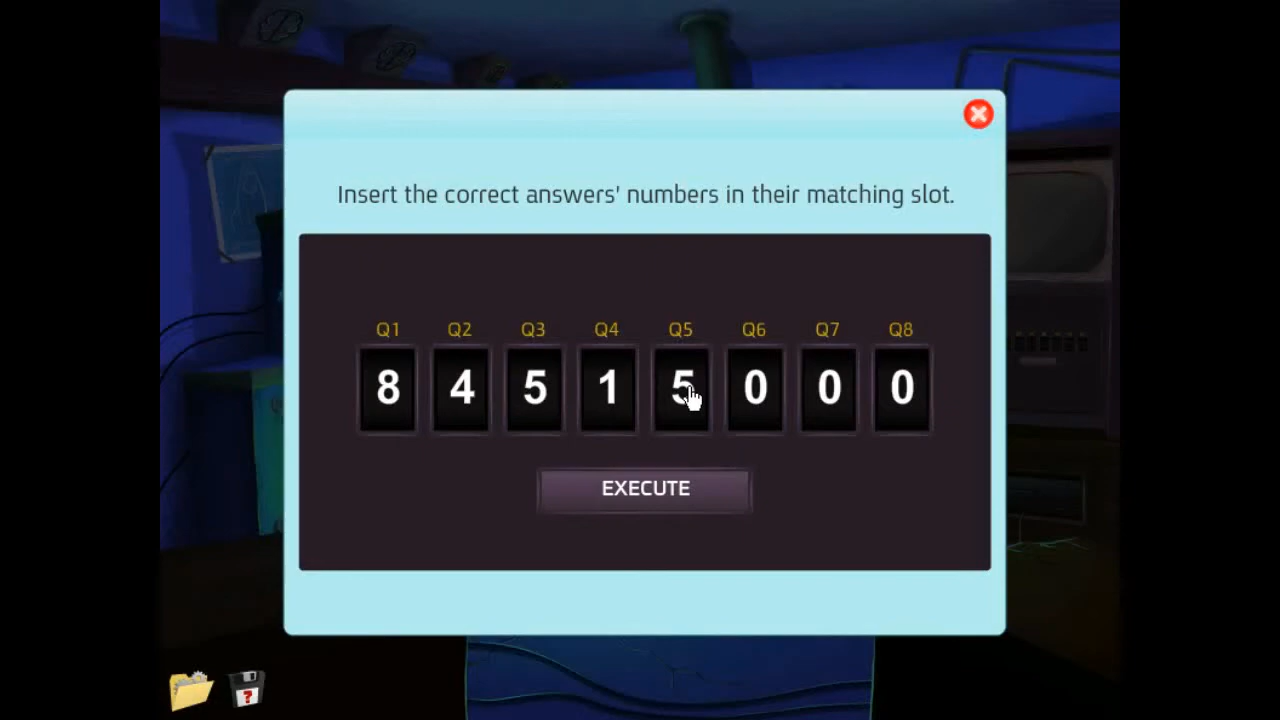 Insert the correct answers' numbers in their matching slot.
Q1 Q2 Q3 Q4 Q5 Q6 Q7 Q8
8 4 5 1 5 0 0 0
EXECUTE
?